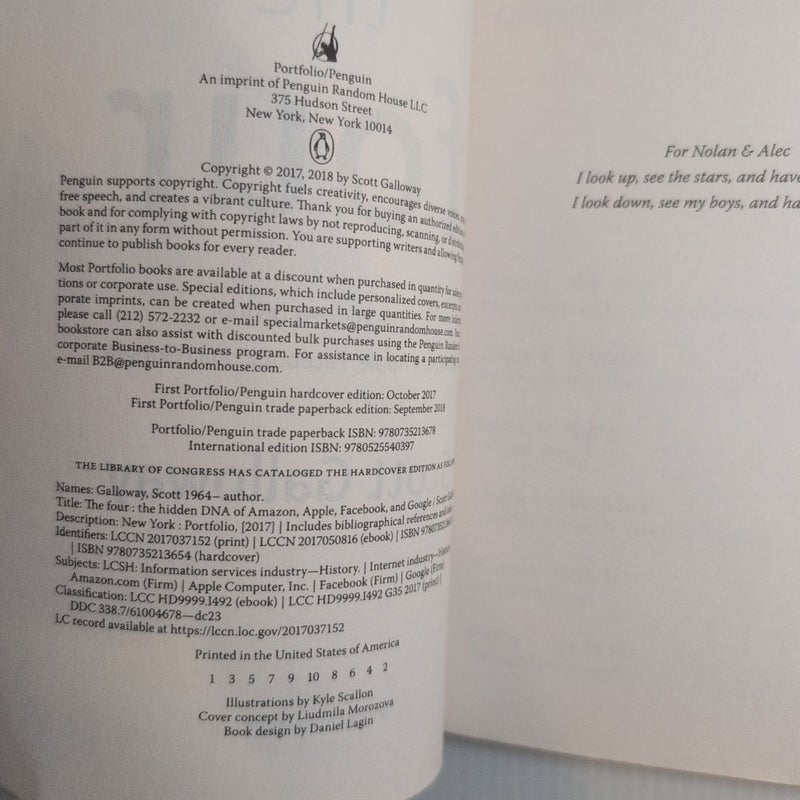 Portfolio/Penguin
An imprint of Penguin Random House LLC
375 Hudson Street
New York, New York 10014
Copyright © 2017, 2018 by Scott Galloway
Penguin supports copyright. Copyright fuels creativity, encourages diverse voices,
free speech, and creates a vibrant culture. Thank you for buying an authorized
book and for complying with copyright laws by not reproducing, scanning, or
part of it in any form without permission. You are supporting writers and allowing
continue to publish books for every reader.
Most Portfolio books are available at a discount when purchased in quantity for
tions or corporate use. Special editions, which include personalized covers, excerpts,
porate imprints, can be created when purchased in large quantities. For more
please call (212) 572-2232 or e-mail specialmarkets@penguinrandomhouse.com.
bookstore can also assist with discounted bulk purchases using the Penguin
corporate Business-to-Business program. For assistance in locating a
e-mail B2B@penguinrandomhouse.com.
First Portfolio/Penguin hardcover edition: October 2017
First Portfolio/Penguin trade paperback edition: September 2018
Portfolio/Penguin trade paperback ISBN: 9780735213678
International edition ISBN: 9780525540397
THE LIBRARY OF CONGRESS HAS CATALOGED THE HARDCOVER EDITION AS
Names: Galloway, Scott 1964– author.
Title: The four : the hidden DNA of Amazon, Apple, Facebook, and Google / Scott
Description: New York : Portfolio, [2017] | Includes bibliographical references and
Identifiers: LCCN 2017037152 (print) | LCCN 2017050816 (ebook) | ISBN
| ISBN 9780735213654 (hardcover)
Subjects: LCSH: Information services industry—History. | Internet industry—
Amazon.com (Firm) | Apple Computer, Inc. | Facebook (Firm) | Google (Firm)
Classification: LCC HD9999.I492 (ebook) | LCC HD9999.I492 G35 2017 (print) |
DDC 338.7/61004678—dc23
LC record available at https://lccn.loc.gov/2017037152
Printed in the United States of America
1 3 5 7 9 10 8 6 4 2
Illustrations by Kyle Scallon
Cover concept by Liudmila Morozova
Book design by Daniel Lagin
For Nolan & Alec
I look up, see the stars, and have
I look down, see my boys, and